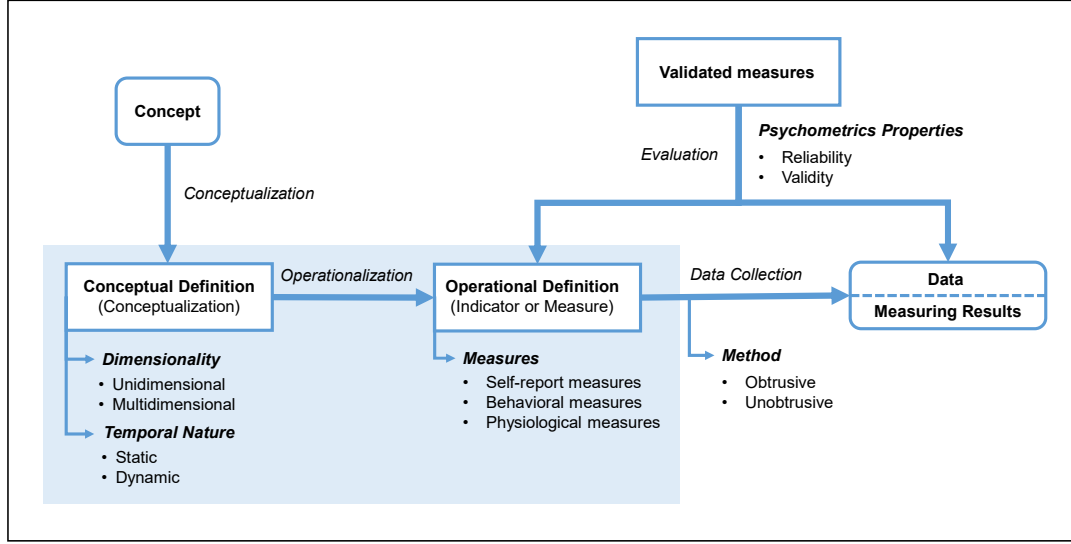 Concept
Conceptualization
Validated measures
Evaluation
Psychometrics Properties
• Reliability
• Validity
Conceptual Definition
(Conceptualization)
Operationalization
Operational Definition
(Indicator or Measure)
Data Collection
Data
Measuring Results
Dimensionality
• Unidimensional
• Multidimensional
Temporal Nature
• Static
• Dynamic
Measures
• Self-report measures
• Behavioral measures
• Physiological measures
Method
• Obtrusive
• Unobtrusive